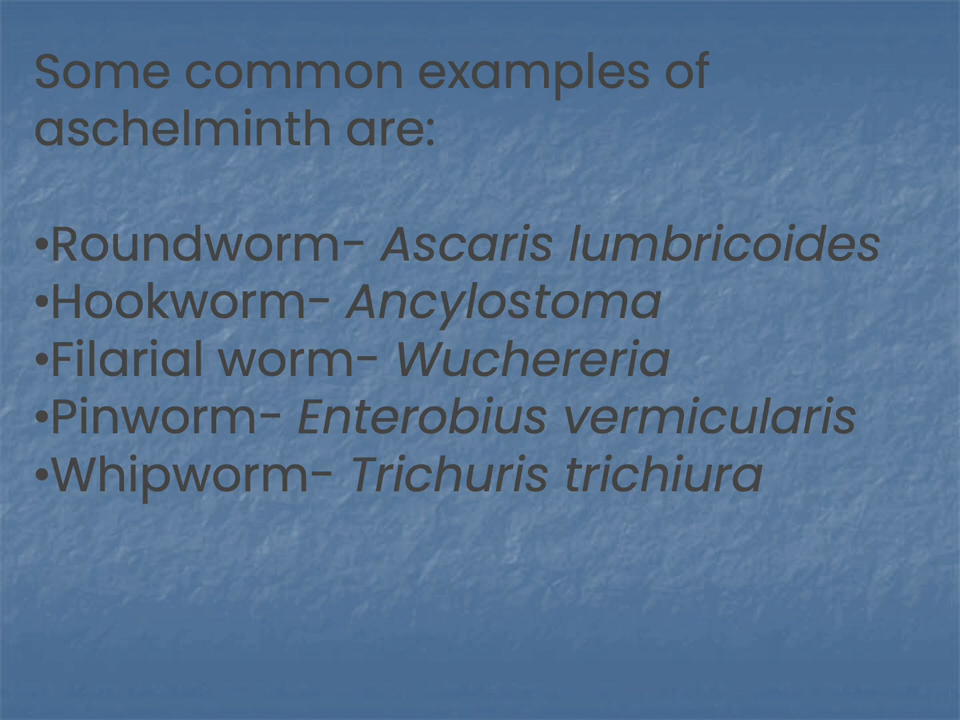 Some common examples of
aschelminth are:
•Roundworm- Ascaris lumbricoides
•Hookworm- Ancylostoma
•Filarial worm- Wuchereria
•Pinworm- Enterobius vermicularis
•Whipworm- Trichuris trichiura